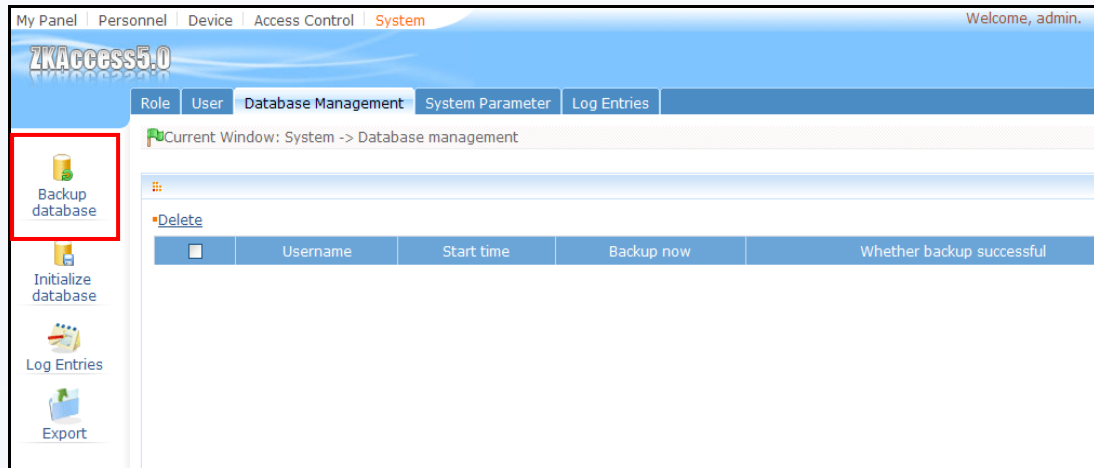 My Panel Personnel Device Access Control System Welcome, admin.
ZKAccess5.0
Role User Database Management System Parameter Log Entries
Current Window: System -> Database management
Backup
database
Delete
Username Start time Backup now Whether backup successful
Initialize
database
Log Entries
Export